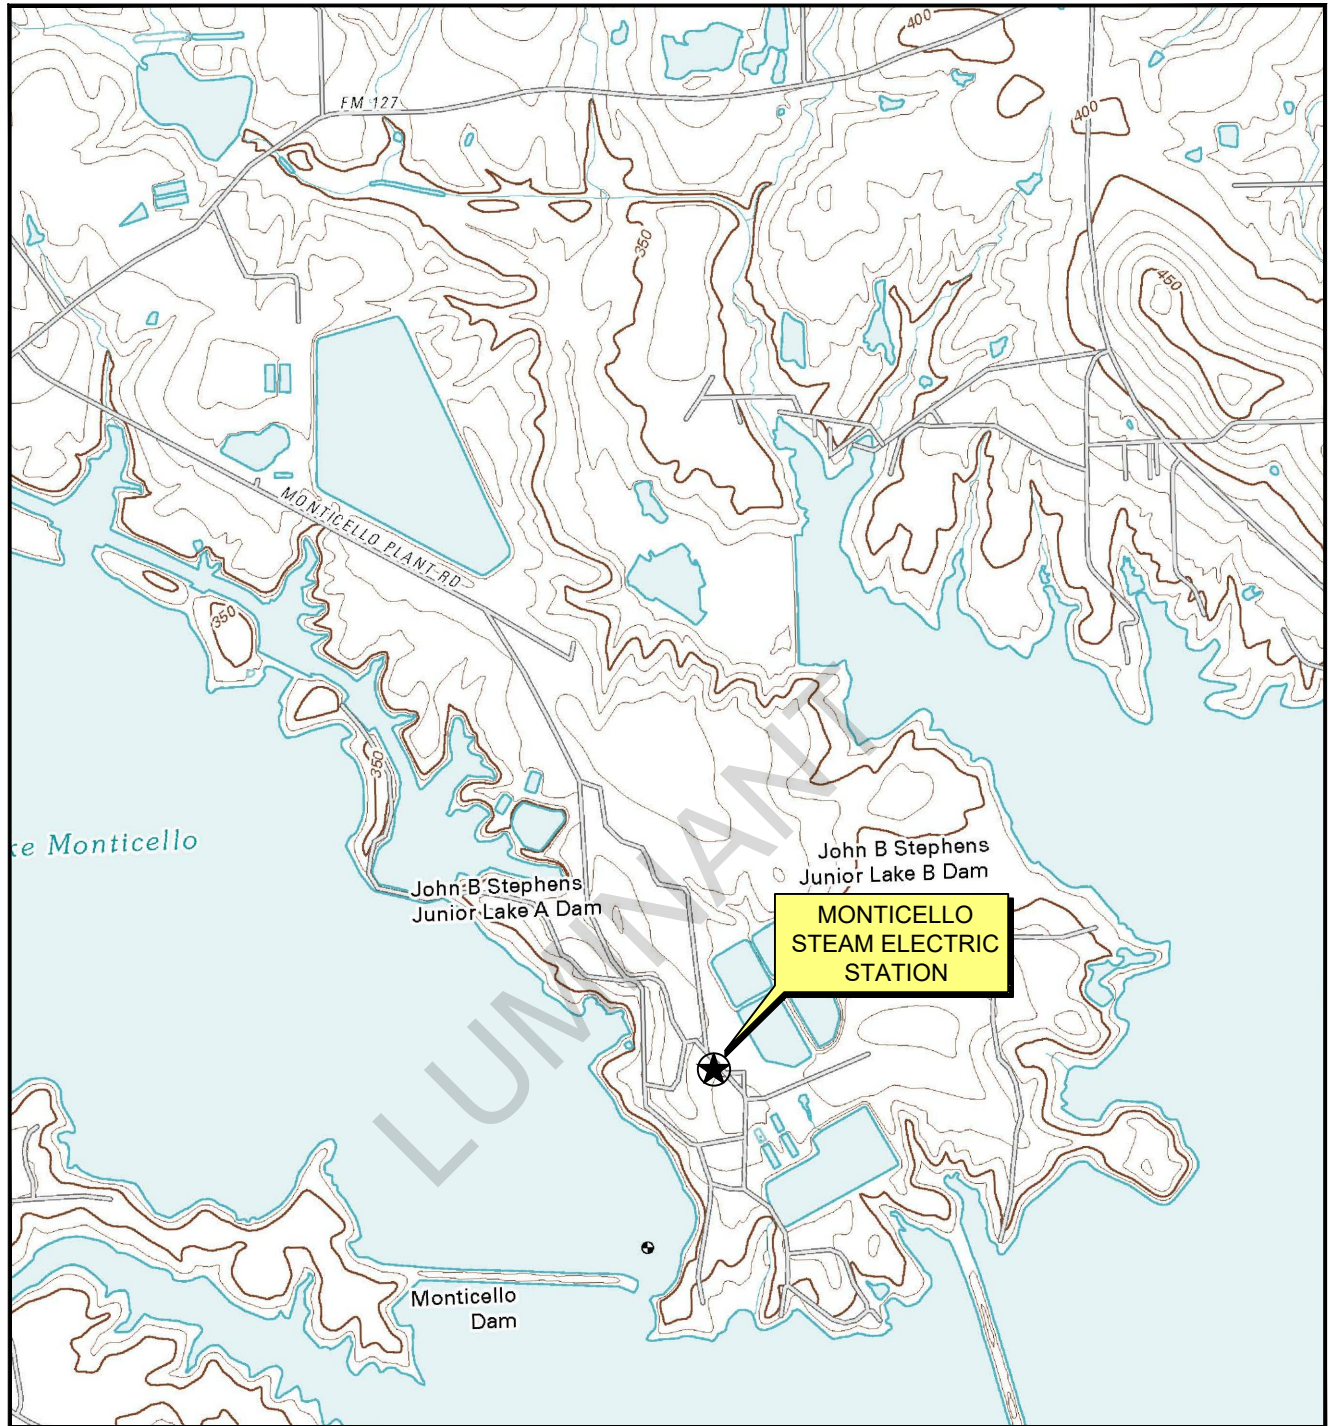 400
FM 127
400
350
450
MONTICELLO PLANT RD
350
350
ke Monticello
John B Stephens
Junior Lake B Dam
John B Stephens
Junior Lake A Dam
MONTICELLO
STEAM ELECTRIC
STATION
LUMINANT
Monticello
Dam